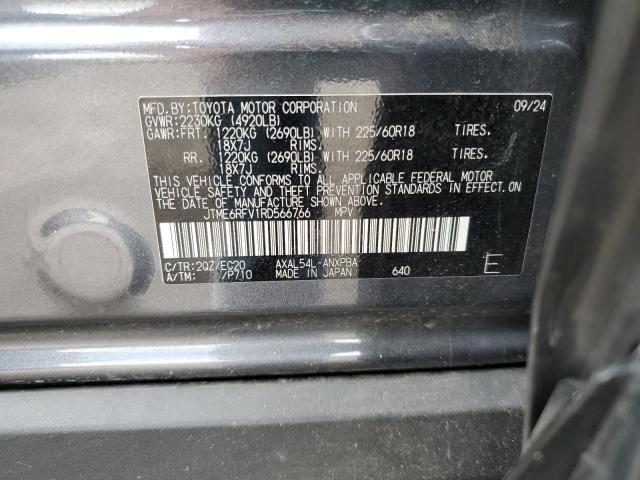 MFD. BY: TOYOTA MOTOR CORPORATION 09/24
GVWR: 2230KG (4920LB)
GAWR: FRT. 1220KG (2690LB) WITH 225/60R18 TIRES.
18X7J RIMS.
RR. 1220KG (2690LB) WITH 225/60R18 TIRES.
18X7J RIMS.
THIS VEHICLE CONFORMS TO ALL APPLICABLE FEDERAL MOTOR
VEHICLE SAFETY AND THEFT PREVENTION STANDARDS IN EFFECT ON
THE DATE OF MANUFACTURE SHOWN ABOVE.
JTME6RFV1RD566766 MPV
C/TR: 2QZ/EC20 AXAL54L-ANXPBA
A/TM: /P710 MADE IN JAPAN 640 E